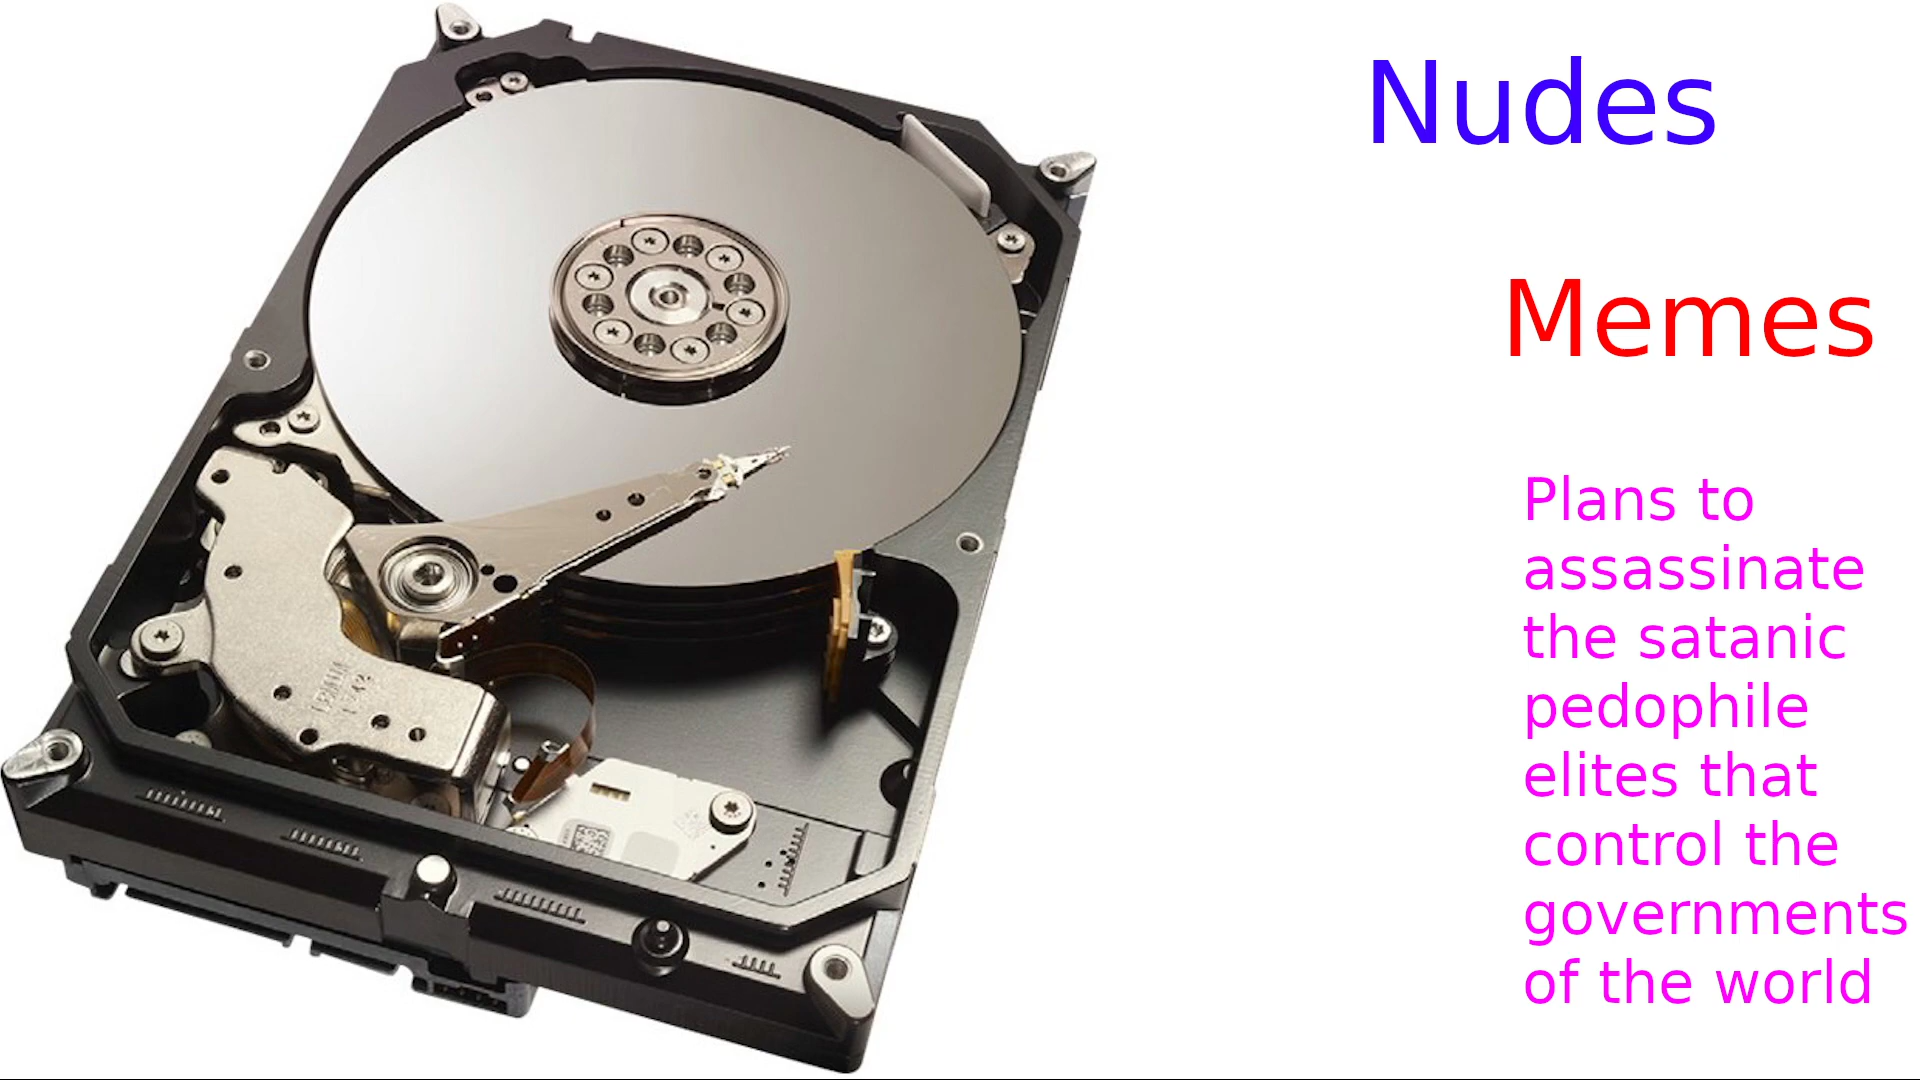 Nudes
Memes
Plans to
assassinate
the satanic
pedophile
elites that
control the
governments
of the world